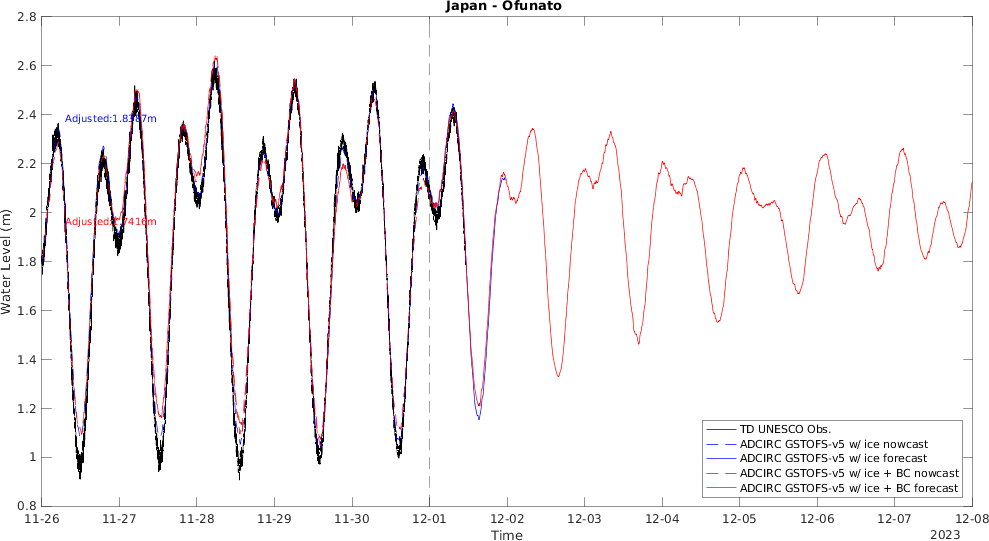 Japan - Ofunato
2.8
2.6
2.4
2.2
2
1.8
1.6
1.4
1.2
1
0.8
Water Level (m)
Adjusted:1.8387m
TD UNESCO Obs.
ADCIRC GSTOFS-v5 w/ ice nowcast
ADCIRC GSTOFS-v5 w/ ice forecast
ADCIRC GSTOFS-v5 w/ ice + BC nowcast
ADCIRC GSTOFS-v5 w/ ice + BC forecast
11-26 11-27 11-28 11-29 11-30 12-01 12-02 12-03 12-04 12-05 12-06 12-07 12-08
Time
2023